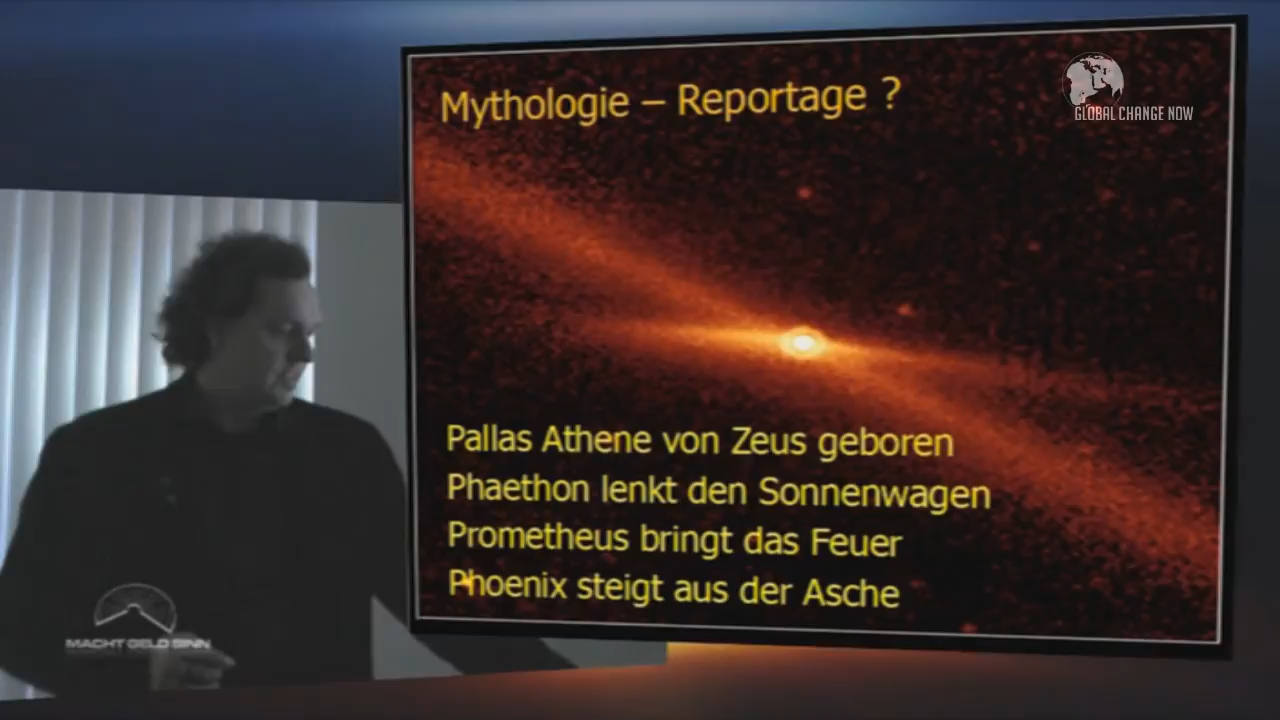 Mythologie – Reportage ?
GLOBAL CHANGE NOW
Pallas Athene von Zeus geboren
Phaethon lenkt den Sonnenwagen
Prometheus bringt das Feuer
Phoenix steigt aus der Asche
MACHT GELD SINN